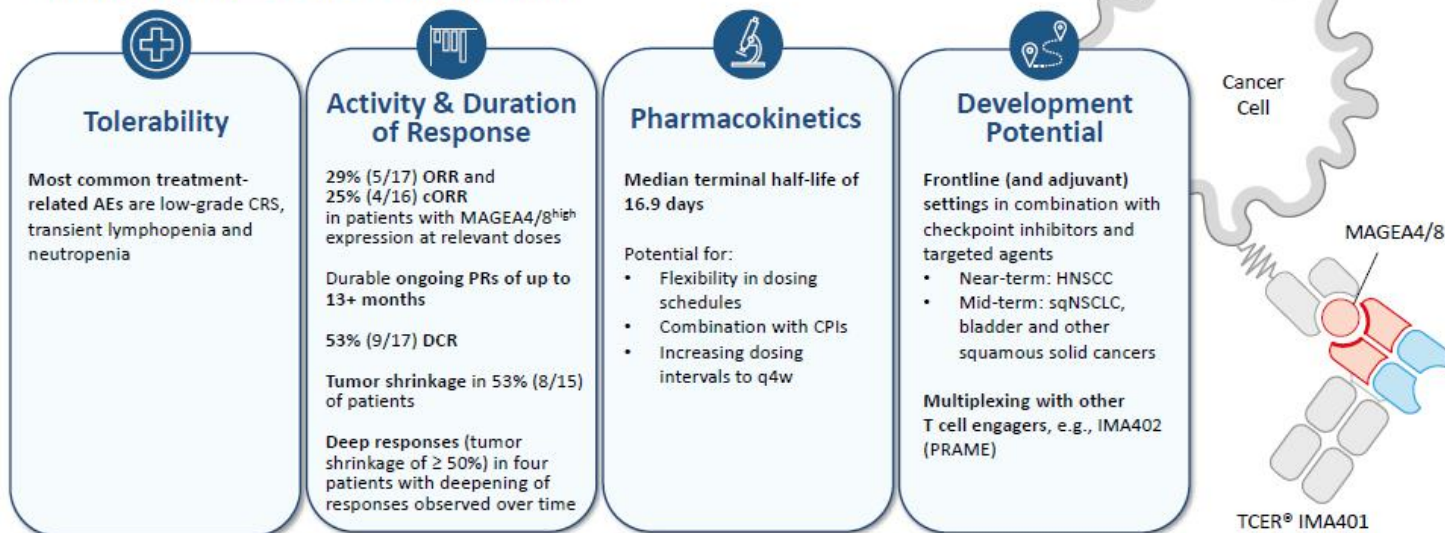 Tolerability
Most common treatment-
related AEs are low-grade CRS,
transient lymphopenia and
neutropenia
Activity & Duration
of Response
29% (5/17) ORR and
25% (4/16) cORR
in patients with MAGEA4/8high
expression at relevant doses
Durable ongoing PRs of up to
13+ months
53% (9/17) DCR
Tumor shrinkage in 53% (8/15)
of patients
Deep responses (tumor
shrinkage of ≥ 50%) in four
patients with deepening of
responses observed over time
Pharmacokinetics
Median terminal half-life of
16.9 days
Potential for:
• Flexibility in dosing
schedules
• Combination with CPIs
• Increasing dosing
intervals to q4w
Development
Potential
Frontline (and adjuvant)
settings in combination with
checkpoint inhibitors and
targeted agents
• Near-term: HNSCC
• Mid-term: sqNSCLC,
bladder and other
squamous solid cancers
Multiplexing with other
T cell engagers, e.g., IMA402
(PRAME)
Cancer
Cell
MAGEA4/8
TCER® IMA401